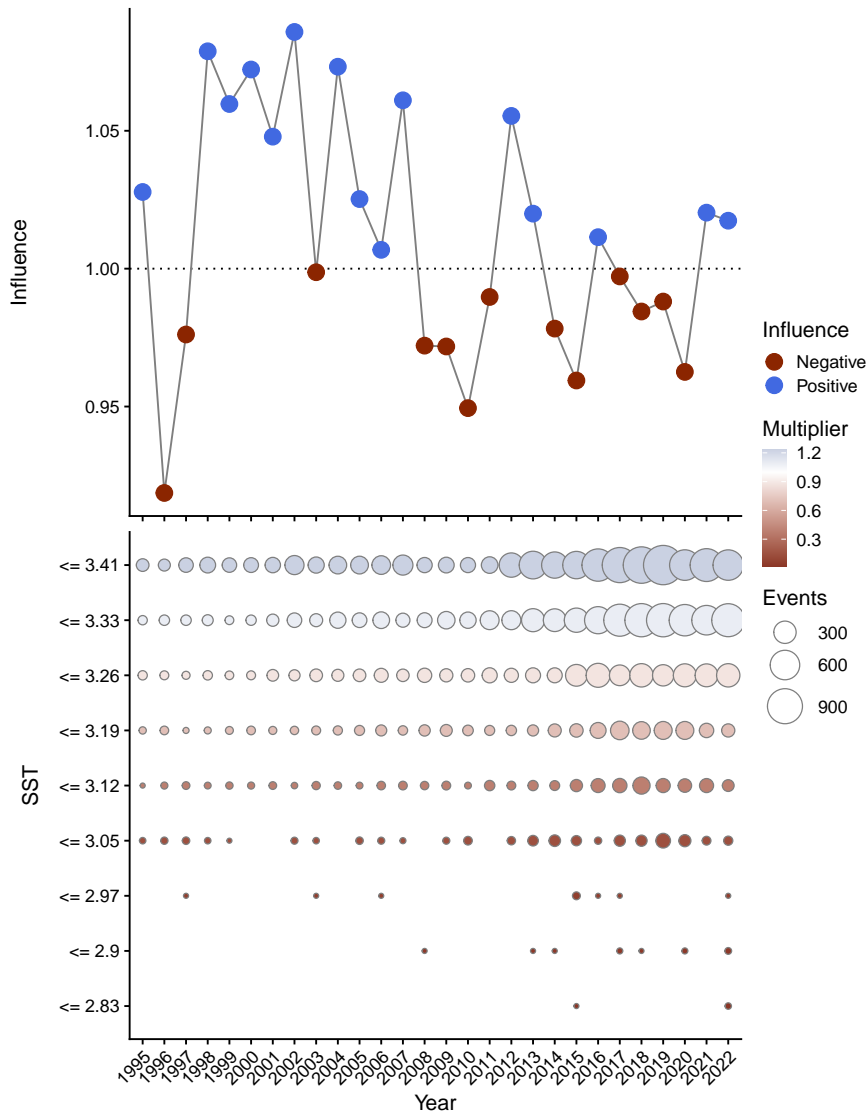 Influence
1.05
1.00
0.95
Influence
Negative
Positive
Multiplier
1.2
0.9
0.6
0.3
Events
300
600
900
SST
<= 3.41
<= 3.33
<= 3.26
<= 3.19
<= 3.12
<= 3.05
<= 2.97
<= 2.9
<= 2.83
1995 1996 1997 1998 1999 2000 2001 2002 2003 2004 2005 2006 2007 2008 2009 2010 2011 2012 2013 2014 2015 2016 2017 2018 2019 2020 2021 2022
Year